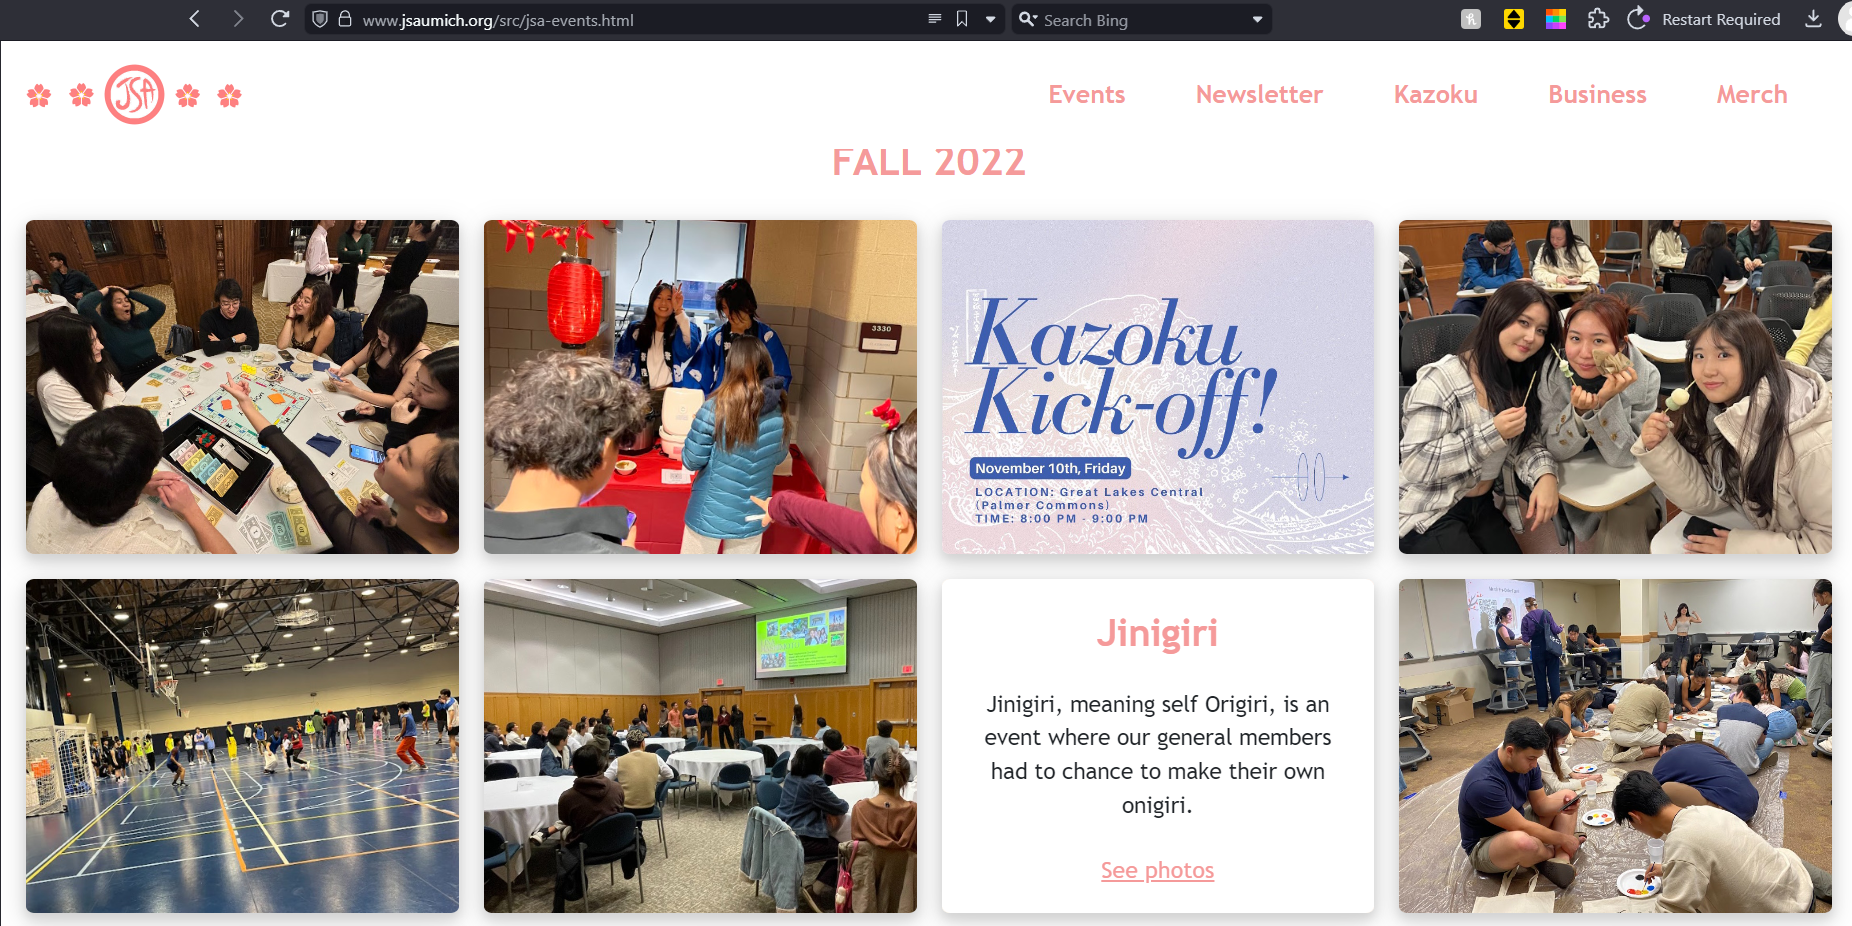 www.jsaumich.org/src/jsa-events.html
Search Bing
Restart Required
JSA
Events
Newsletter
Kazoku
Business
Merch
FALL 2022
3330
Kazoku
Kick-off!
November 10th, Friday
LOCATION: Great Lakes Central
(Palmer Commons)
TIME: 8:00 PM - 9:00 PM
Jinigiri
Jinigiri, meaning self Origiri, is an
event where our general members
had to chance to make their own
onigiri.
See photos